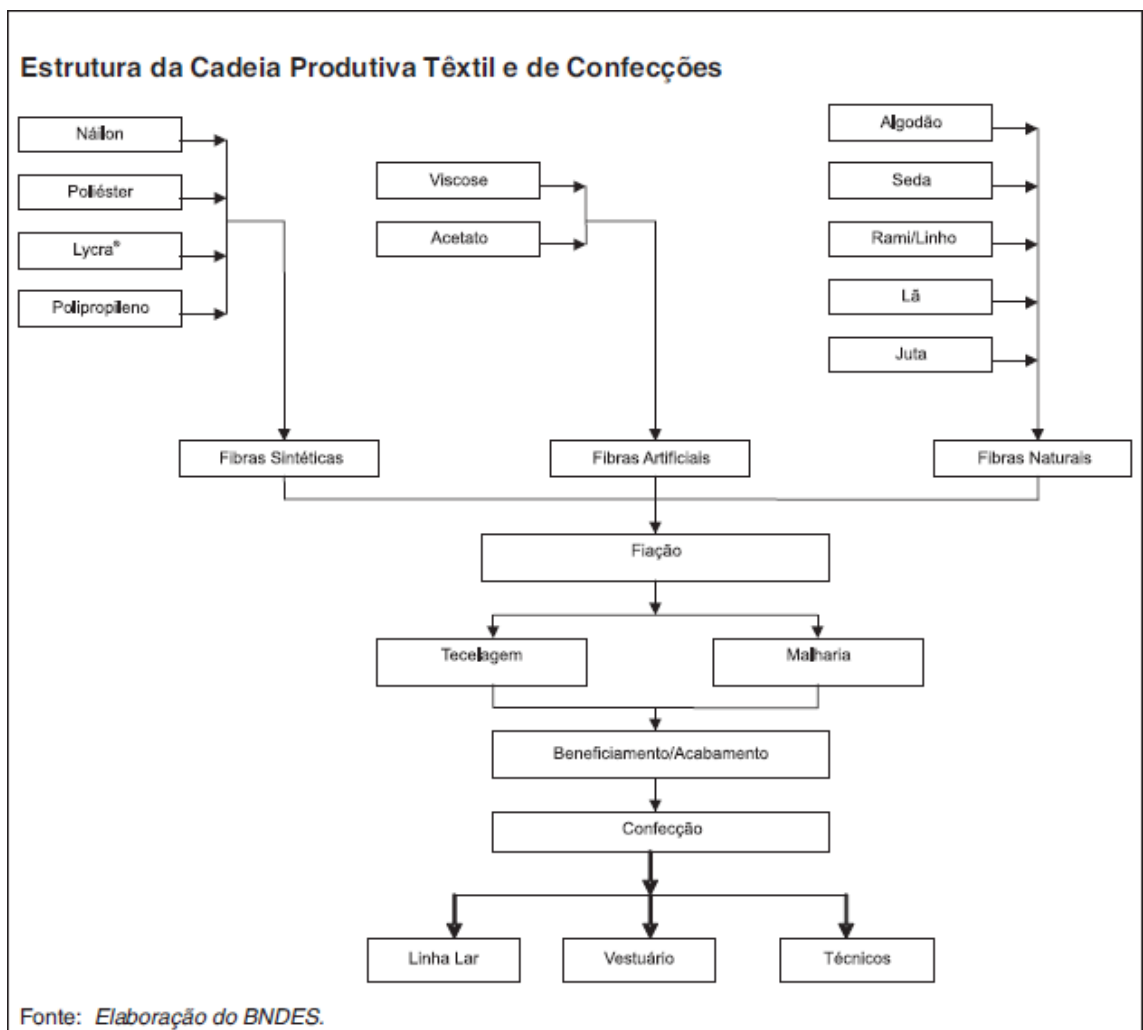 Estrutura da Cadeia Produtiva Têxtil e de Confecções
Náilon
Poliéster
Lycra®
Polipropileno
Viscose
Acetato
Algodão
Seda
Rami/Linho
Lã
Juta
Fibras Sintéticas
Fibras Artificiais
Fibras Naturais
Fiação
Tecelagem
Malharia
Beneficiamento/Acabamento
Confecção
Linha Lar
Vestuário
Técnicos
Fonte: Elaboração do BNDES.